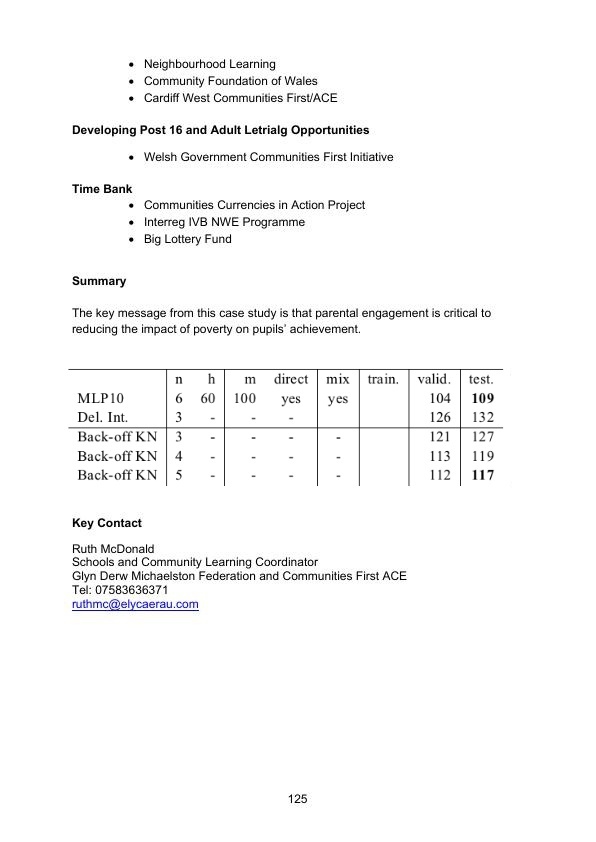 • Neighbourhood Learning
• Community Foundation of Wales
• Cardiff West Communities First/ACE
Developing Post 16 and Adult Letrialg Opportunities
• Welsh Government Communities First Initiative
Time Bank
• Communities Currencies in Action Project
• Interreg IVB NWE Programme
• Big Lottery Fund
Summary
The key message from this case study is that parental engagement is critical to
reducing the impact of poverty on pupils’ achievement.
n h m direct mix train. valid. test.
MLP10 6 60 100 yes yes 104 109
Del. Int. 3 - - - 126 132
Back-off KN 3 - - - - 121 127
Back-off KN 4 - - - - 113 119
Back-off KN 5 - - - - 112 117
Key Contact
Ruth McDonald
Schools and Community Learning Coordinator
Glyn Derw Michaelston Federation and Communities First ACE
Tel: 07583636371
ruthmc@elycaerau.com
125